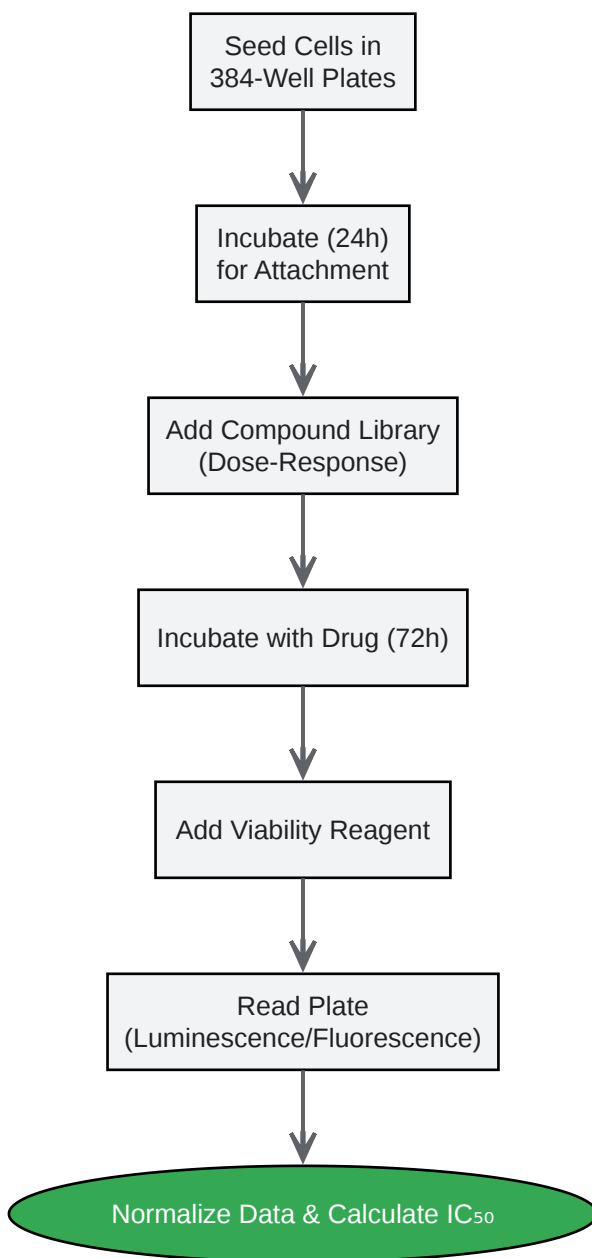 Seed Cells in
384-Well Plates
Incubate (24h)
for Attachment
Add Compound Library
(Dose-Response)
Incubate with Drug (72h)
Add Viability Reagent
Read Plate
(Luminescence/Fluorescence)
Normalize Data & Calculate IC₅₀